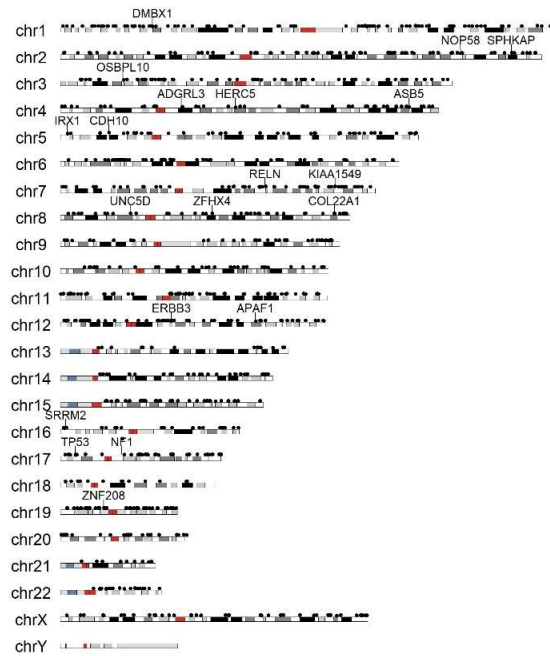 DMBX1
chr1
NOP58 SPHKAP
chr2
OSBPL10
chr3
ADGRL3 HERC5 ASB5
chr4
IRX1 CDH10
chr5
chr6
RELN KIAA1549
chr7
UNC5D ZFHX4 COL22A1
chr8
chr9
chr10
chr11
ERBB3 APAF1
chr12
chr13
chr14
chr15
SRRM2
chr16
TP53 NF1
chr17
chr18
ZNF208
chr19
chr20
chr21
chr22
chrX
chrY